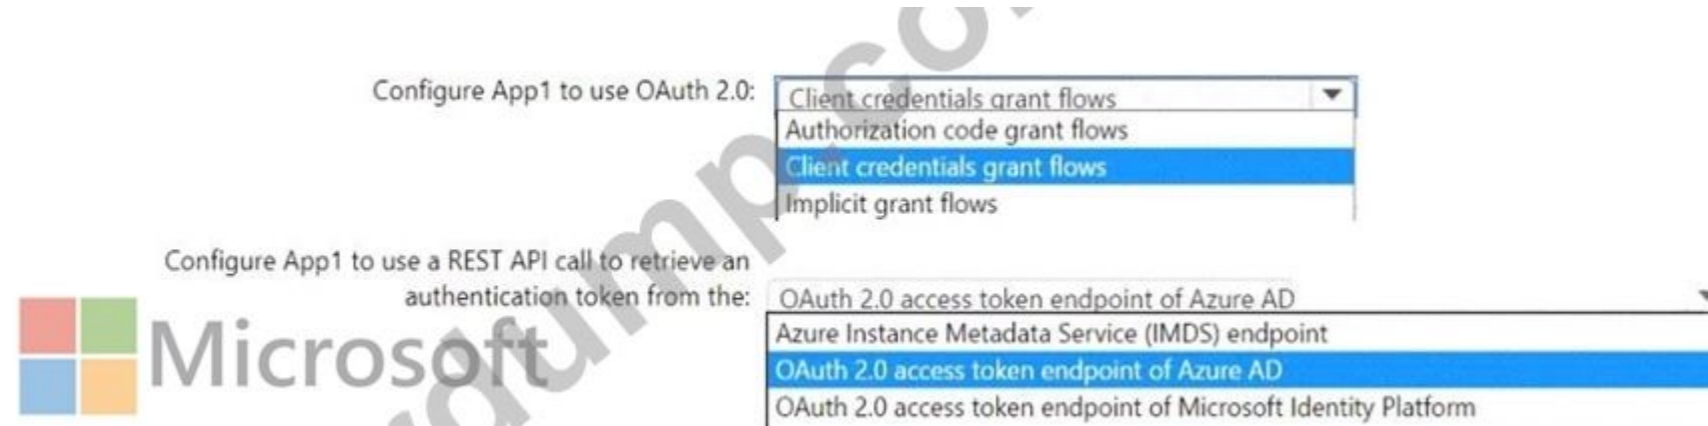 Configure App1 to use OAuth 2.0:
Client credentials grant flows
Authorization code grant flows
Client credentials grant flows
Implicit grant flows
Configure App1 to use a REST API call to retrieve an
authentication token from the:
OAuth 2.0 access token endpoint of Azure AD
Azure Instance Metadata Service (IMDS) endpoint
OAuth 2.0 access token endpoint of Azure AD
OAuth 2.0 access token endpoint of Microsoft Identity Platform
Microsoft